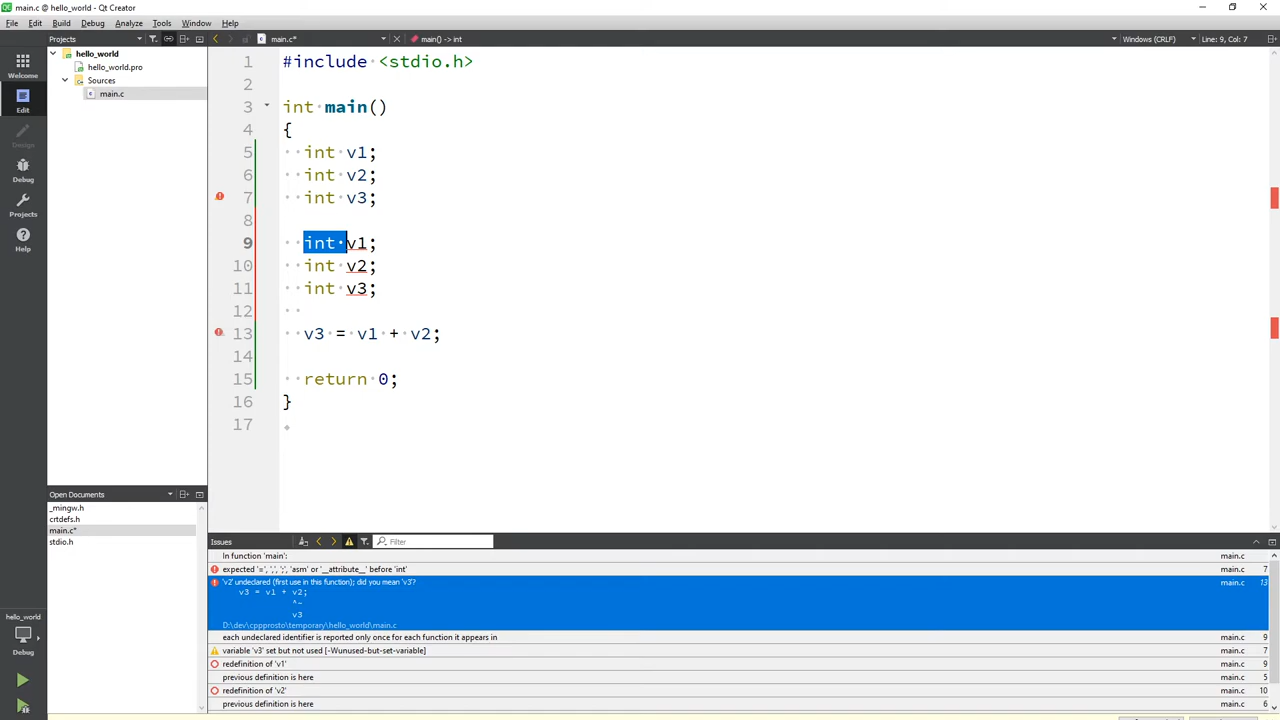 main.c @ hello_world - Qt Creator
File Edit Build Debug Analyze Tools Window Help
Projects
main.c*
main() -> int
Windows (CRLF)
Line: 9, Col: 7
Welcome
Edit
Design
Debug
Projects
Help
hello_world
Debug
hello_world
hello_world.pro
Sources
main.c
Open Documents
_mingw.h
crtdefs.h
main.c*
stdio.h
1 #include <stdio.h>
2
3 int main()
4 {
5 int v1;
6 int v2;
7 int v3;
8
9 int v1;
10 int v2;
11 int v3;
12
13 v3 = v1 + v2;
14
15 return 0;
16 }
17
Issues
Filter
In function 'main': main.c
expected '=', ',', ';', 'asm' or '__attribute__' before 'int' main.c 7
'v2' undeclared (first use in this function); did you mean 'v3'? main.c 13
v3 = v1 + v2;
^~
v3
D:\dev\cppprosto\temporary\hello_world\main.c
each undeclared identifier is reported only once for each function it appears in main.c 9
variable 'v3' set but not used [-Wunused-but-set-variable] main.c 7
redefinition of 'v1' main.c 9
previous definition is here main.c 5
redefinition of 'v2' main.c 10
previous definition is here main.c 6